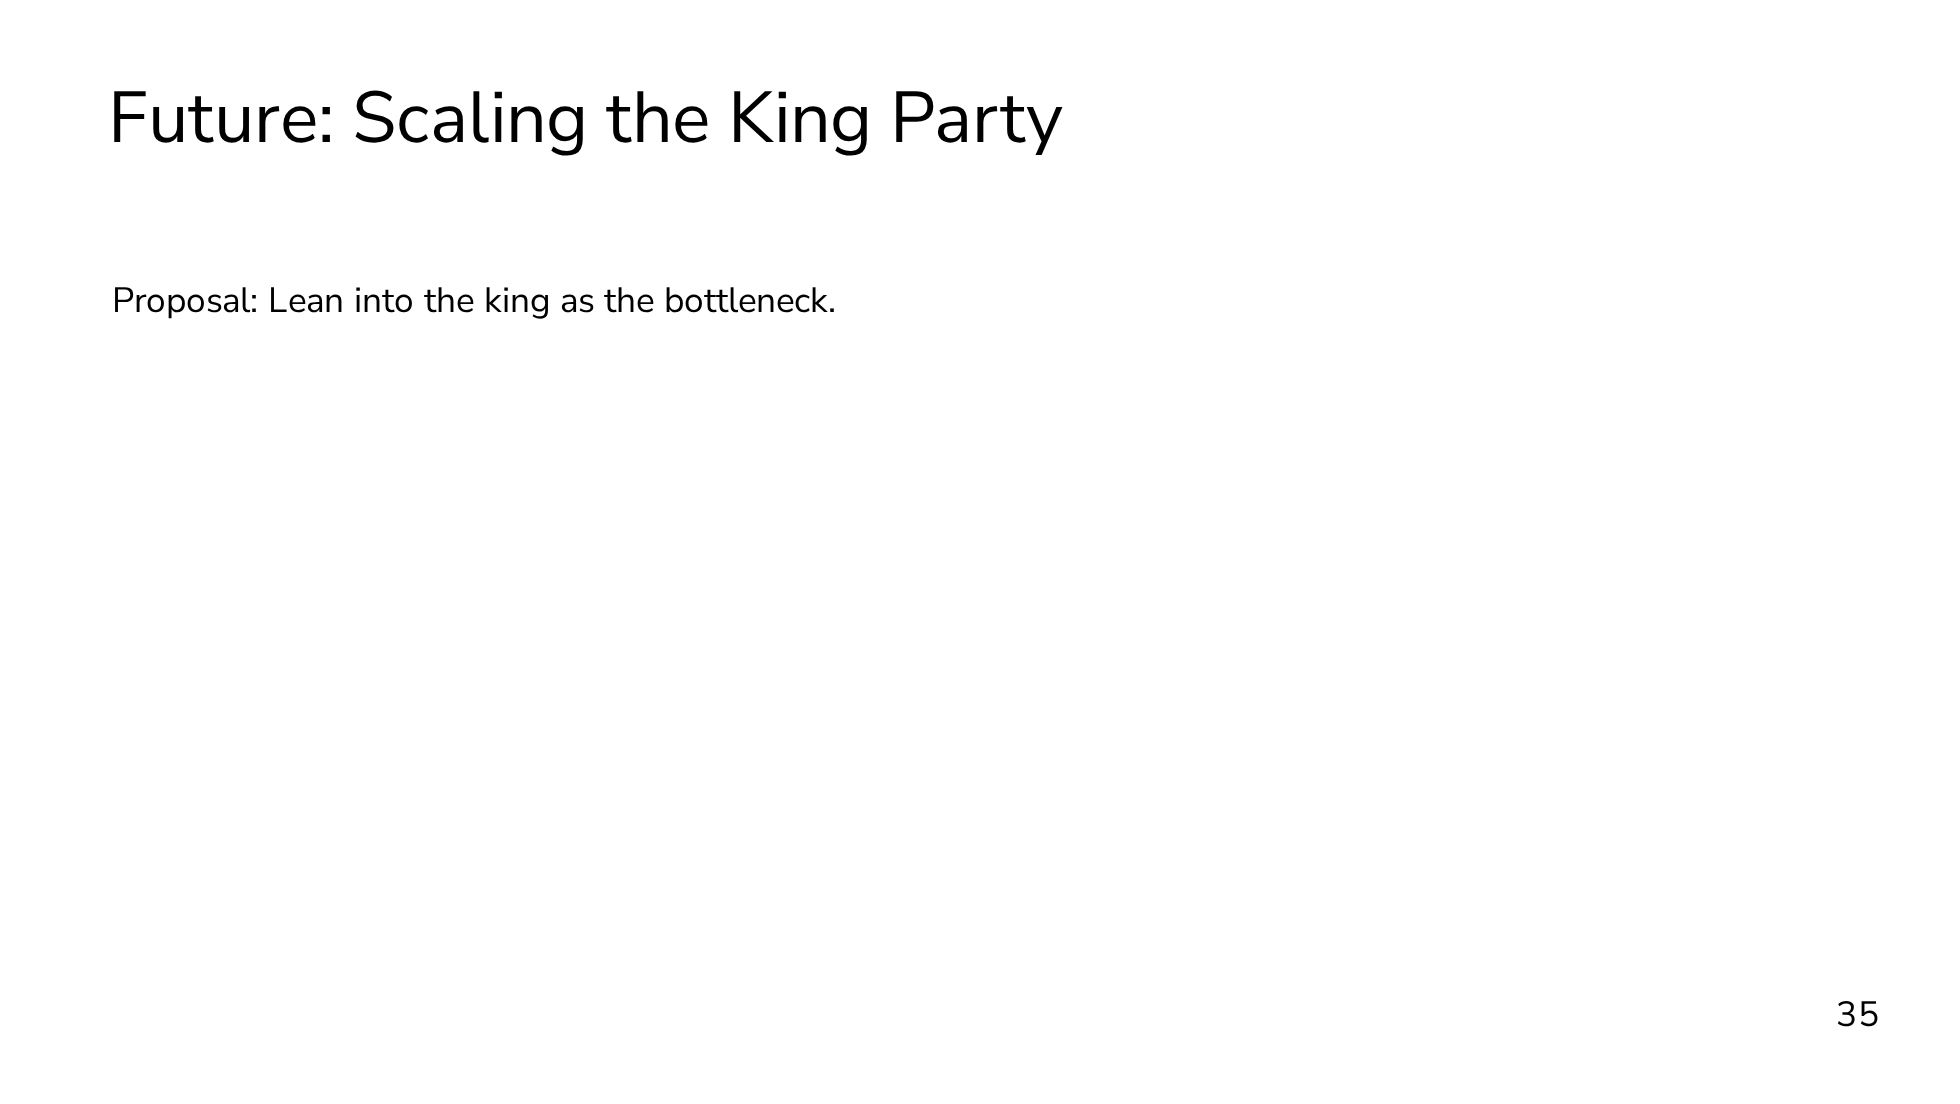 Future: Scaling the King Party
Proposal: Lean into the king as the bottleneck.
35